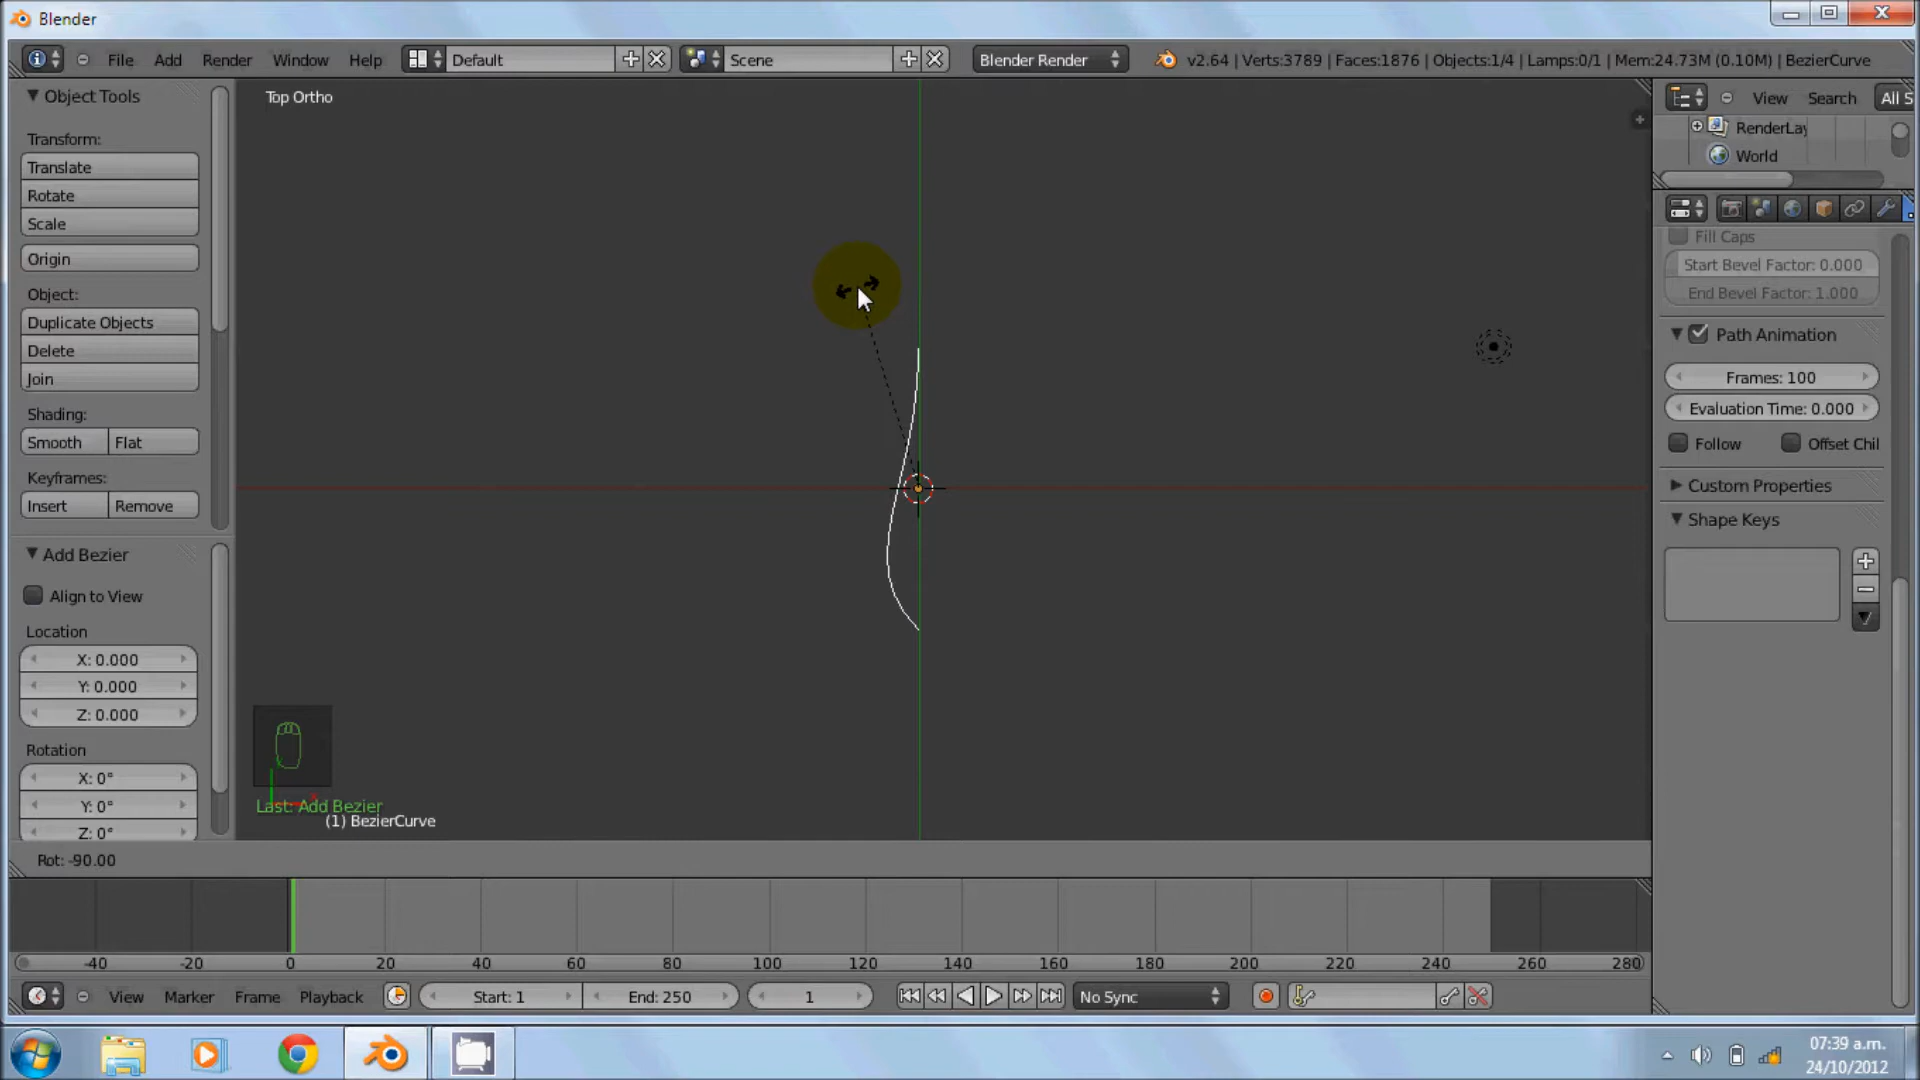 Blender
File Add Render Window Help Default Scene Blender Render v2.64 | Verts:3789 | Faces:1876 | Objects:1/4 | Lamps:0/1 | Mem:24.73M (0.10M) | BezierCurve
Object Tools
Transform:
Translate
Rotate
Scale
Origin
Object:
Duplicate Objects
Delete
Join
Shading:
Smooth Flat
Keyframes:
Insert Remove
Add Bezier
Align to View
Location
X: 0.000
Y: 0.000
Z: 0.000
Rotation
X: 0°
Y: 0°
Z: 0°
Top Ortho
Last: Add Bezier
(1) BezierCurve
Rot: -90.00
View Search All S
RenderLay
World
Fill Caps
Start Bevel Factor: 0.000
End Bevel Factor: 1.000
Path Animation
Frames: 100
Evaluation Time: 0.000
Follow Offset Chil
Custom Properties
Shape Keys
-40 -20 0 20 40 60 80 100 120 140 160 180 200 220 240 260 280
View Marker Frame Playback Start: 1 End: 250 1 No Sync
07:39 a.m.
24/10/2012